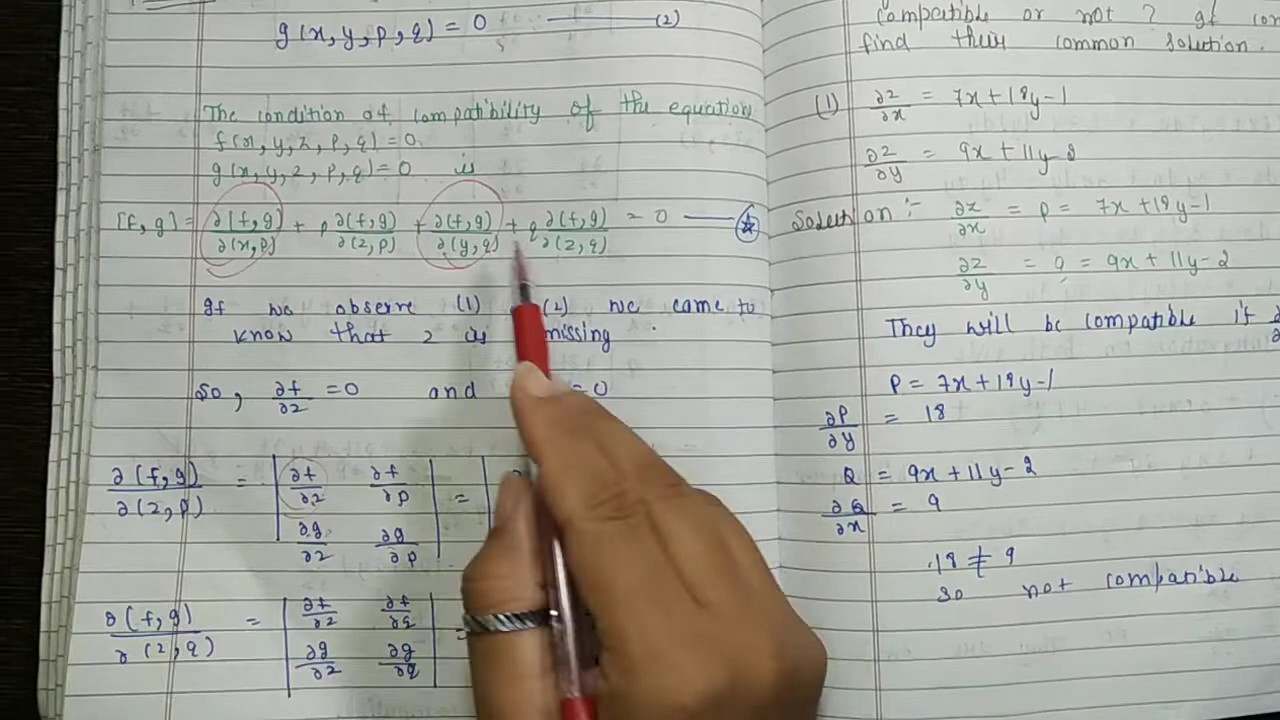 g(x,y,p,q) = 0 — (2)
The condition of compatibility of the equation
f(x,y,z,p,q)=0
g(x,y,z,p,q)=0 is
[f,g] = ∂(f,g)/∂(x,p) + p ∂(f,g)/∂(z,p) + ∂(f,g)/∂(y,q) + q ∂(f,g)/∂(z,q) = 0 —
If we observe (1) (2) we came to
know that z is missing
So, ∂f/∂z = 0 and =0
∂(f,g)/∂(z,p) = | ∂f/∂z ∂f/∂p | =
| ∂g/∂z ∂g/∂p |
∂(f,g)/∂(z,q) = | ∂f/∂z ∂f/∂q | =
| ∂g/∂z ∂g/∂q |
compatible or not ? If
find their common solution.
(1) ∂z/∂x = 7x+18y-1
∂z/∂y = 9x+11y-2
Solution :- ∂z/∂x = p = 7x+18y-1
∂z/∂y = q = 9x+11y-2
They will be compatible if
P = 7x+18y-1
∂P/∂y = 18
Q = 9x+11y-2
∂Q/∂x = 9
18 ≠ 9
so not compatible